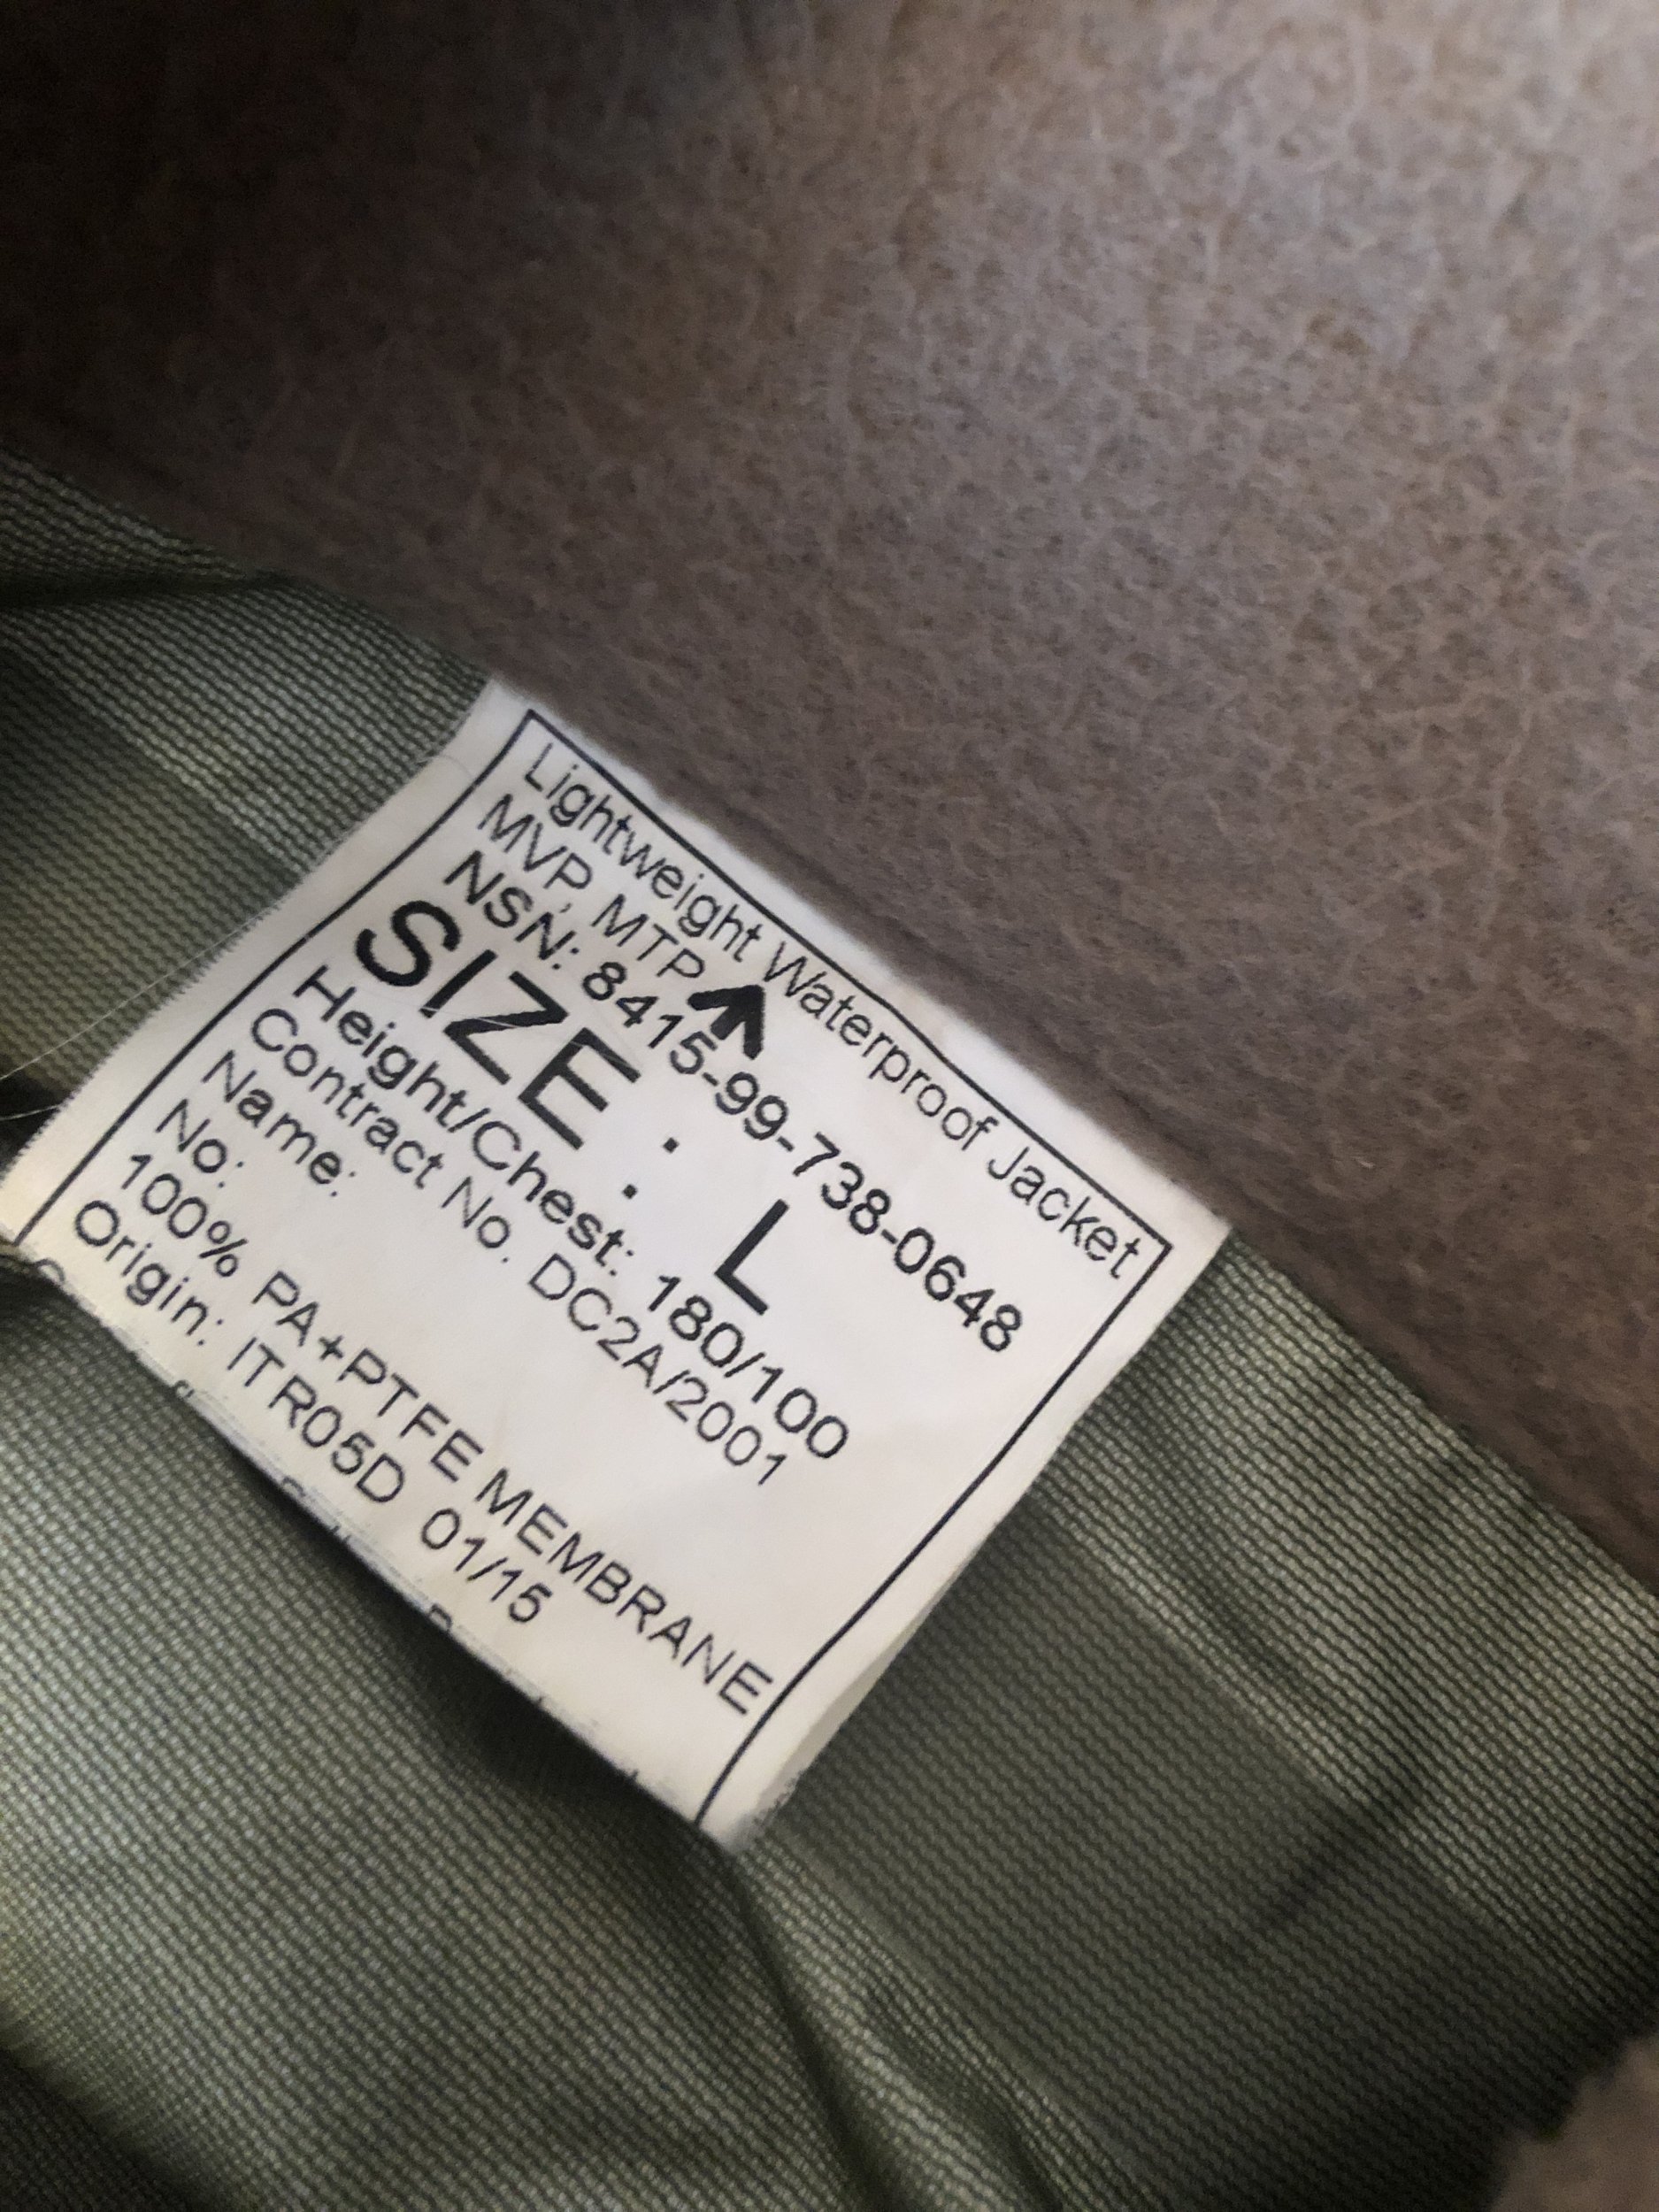 Lightweight Waterproof Jacket
MVP, MTP
NSN: 8415-99-738-0648
SIZE : L
Height/Chest: 180/100
Contract No. DC2A/2001
Name:
No:
100% PA+PTFE MEMBRANE
Origin: ITR05D 01/15